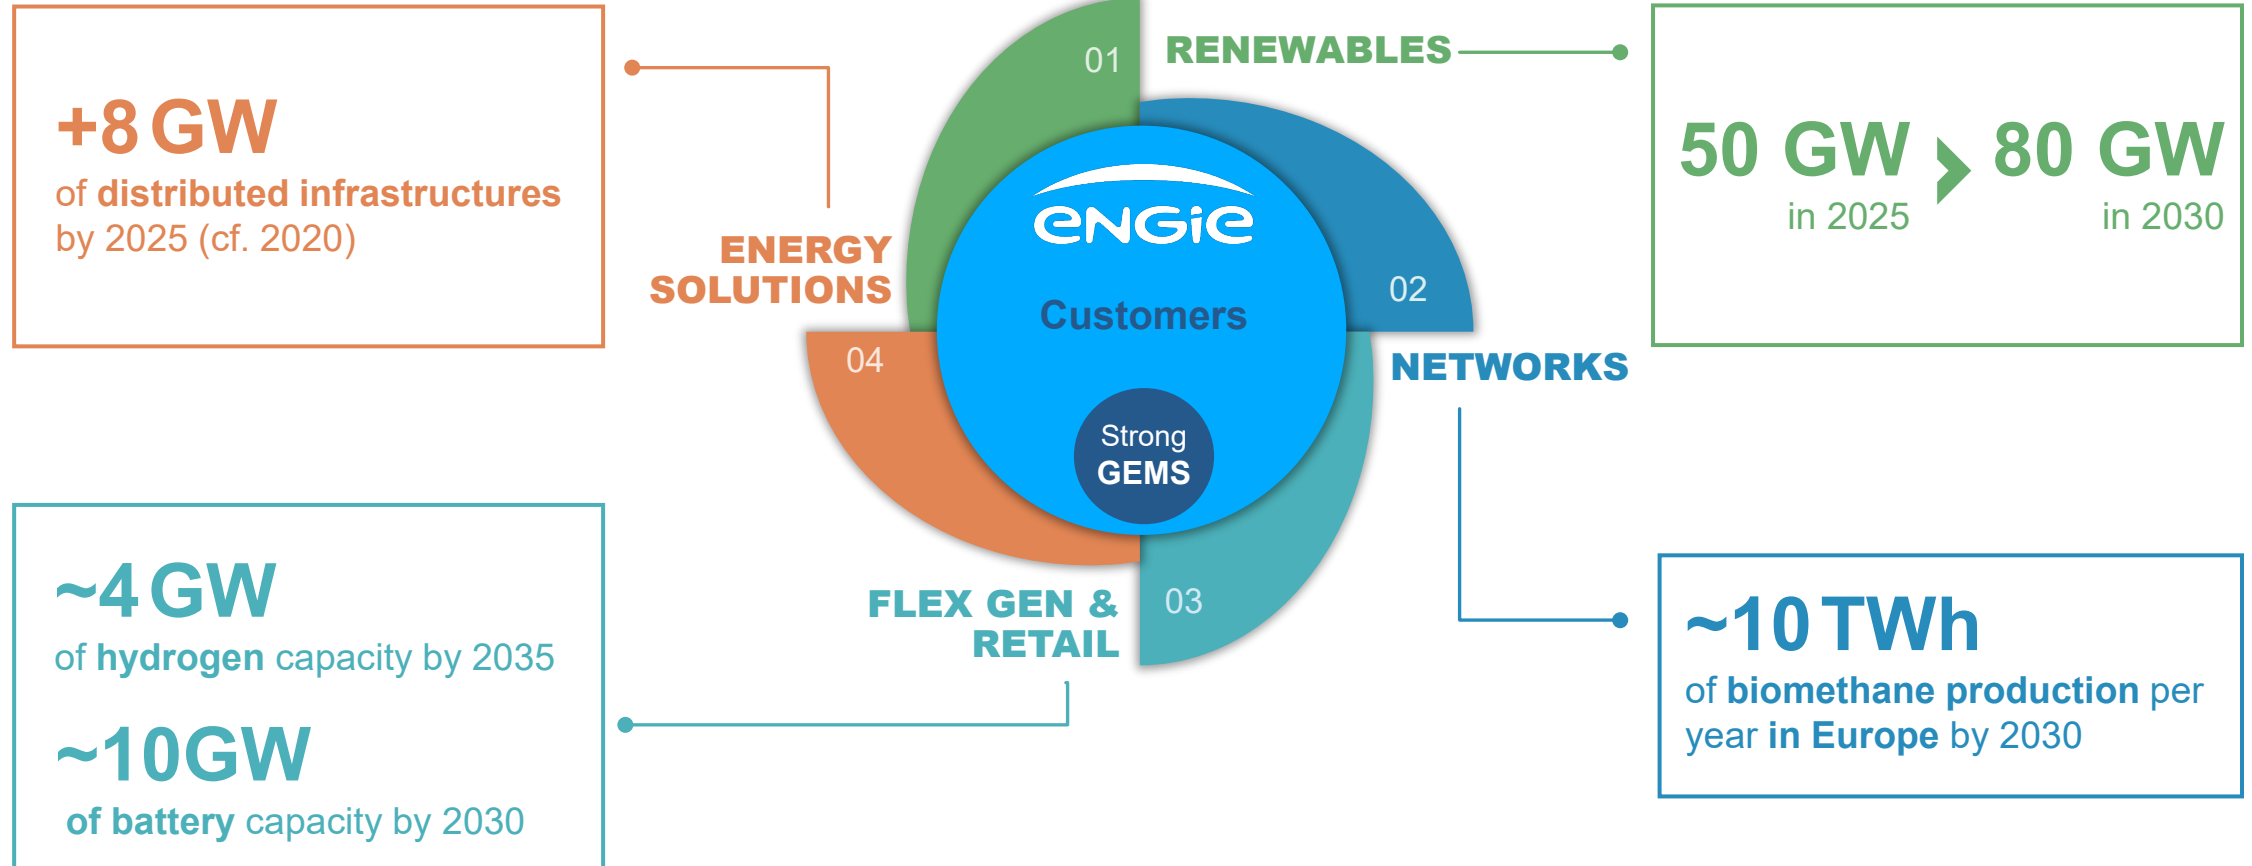 +8 GW
of distributed infrastructures
by 2025 (cf. 2020)
ENERGY
SOLUTIONS
01
RENEWABLES
50 GW
in 2025
80 GW
in 2030
ENGIE
Customers
Strong
GEMS
02
NETWORKS
04
03
FLEX GEN &
RETAIL
~4 GW
of hydrogen capacity by 2035
~10GW
of battery capacity by 2030
~10 TWh
of biomethane production per
year in Europe by 2030